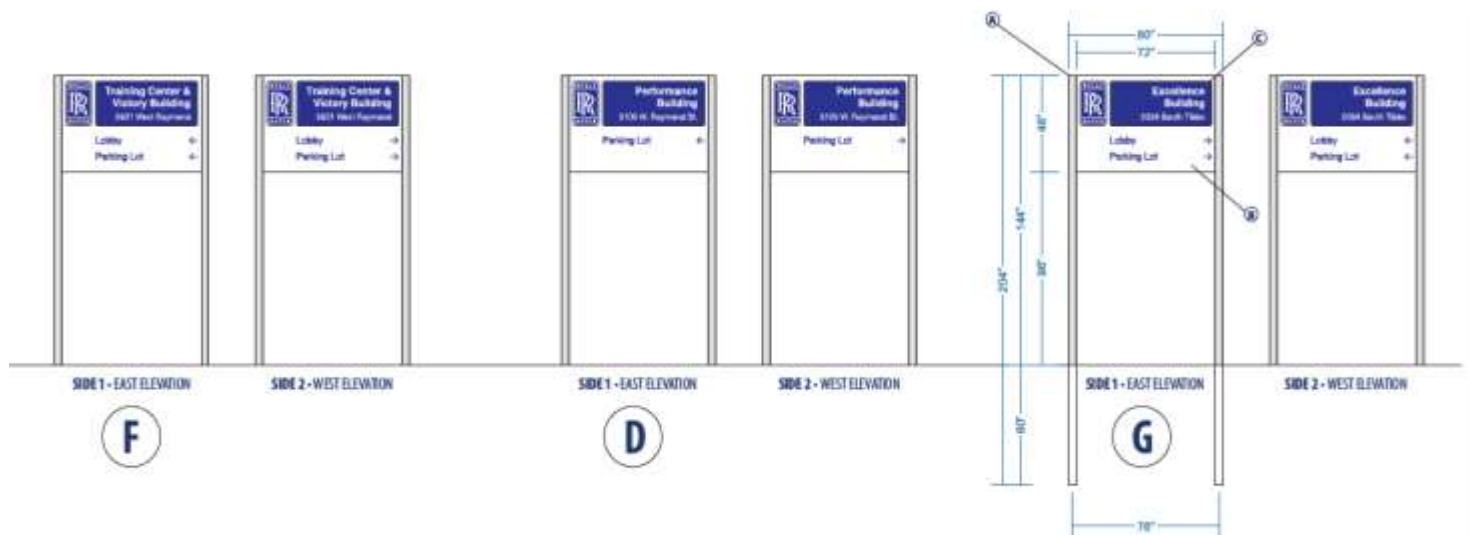 Training Center &
Victory Building
Lobby ←
Parking Lot ←
SIDE 1 - EAST ELEVATION
F
Training Center &
Victory Building
Lobby →
Parking Lot →
SIDE 2 - WEST ELEVATION
Performance
Building
Parking Lot ←
SIDE 1 - EAST ELEVATION
D
Performance
Building
Parking Lot →
SIDE 2 - WEST ELEVATION
A
80"
72"
C
Excellence
Building
Lobby →
Parking Lot →
48"
B
144"
96"
204"
SIDE 1 - EAST ELEVATION
G
60"
76"
Excellence
Building
Lobby ←
Parking Lot ←
SIDE 2 - WEST ELEVATION